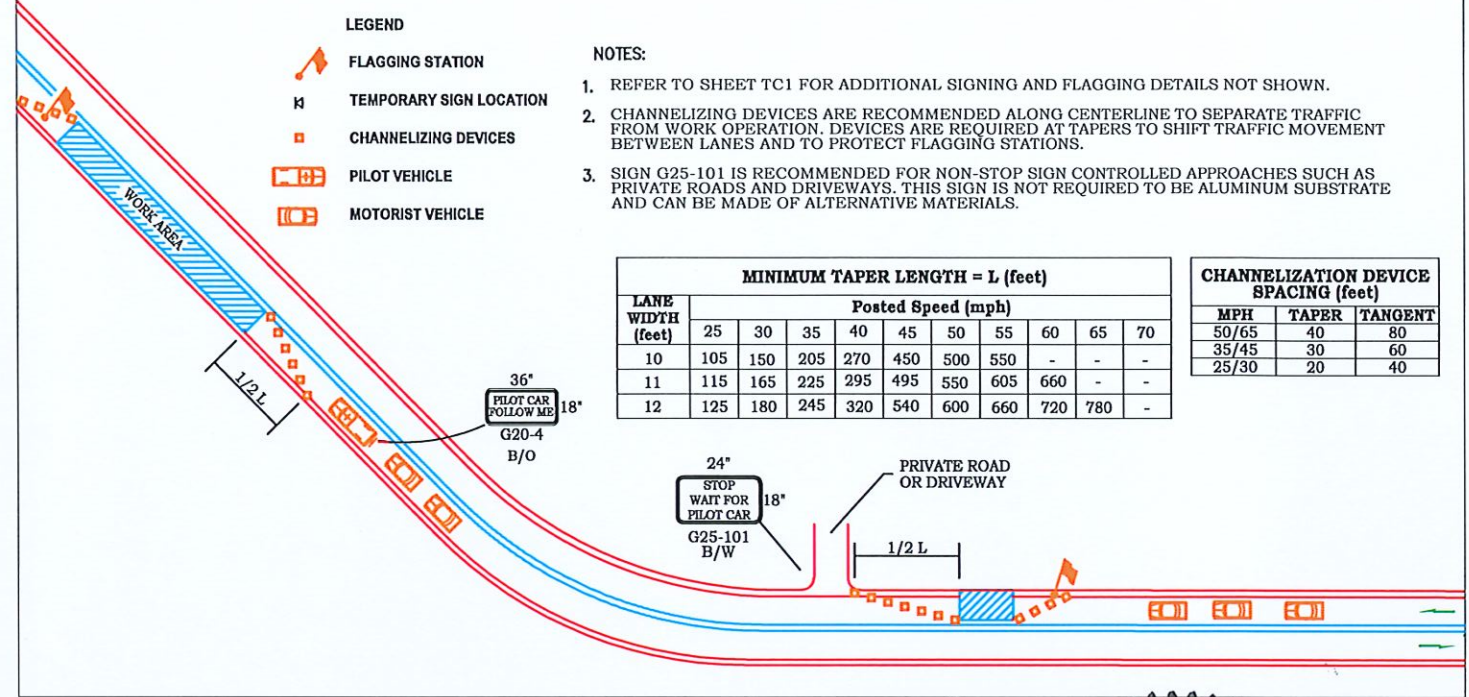 LEGEND
FLAGGING STATION
TEMPORARY SIGN LOCATION
CHANNELIZING DEVICES
PILOT VEHICLE
MOTORIST VEHICLE
NOTES:
1. REFER TO SHEET TC1 FOR ADDITIONAL SIGNING AND FLAGGING DETAILS NOT SHOWN.
2. CHANNELIZING DEVICES ARE RECOMMENDED ALONG CENTERLINE TO SEPARATE TRAFFIC
FROM WORK OPERATION. DEVICES ARE REQUIRED AT TAPERS TO SHIFT TRAFFIC MOVEMENT
BETWEEN LANES AND TO PROTECT FLAGGING STATIONS.
3. SIGN G25-101 IS RECOMMENDED FOR NON-STOP SIGN CONTROLLED APPROACHES SUCH AS
PRIVATE ROADS AND DRIVEWAYS. THIS SIGN IS NOT REQUIRED TO BE ALUMINUM SUBSTRATE
AND CAN BE MADE OF ALTERNATIVE MATERIALS.
MINIMUM TAPER LENGTH = L (feet)
LANE
WIDTH
(feet)
Posted Speed (mph)
25 30 35 40 45 50 55 60 65 70
10 105 150 205 270 450 500 550 - - -
11 115 165 225 295 495 550 605 660 - -
12 125 180 245 320 540 600 660 720 780 -
CHANNELIZATION DEVICE
SPACING (feet)
MPH TAPER TANGENT
50/65 40 80
35/45 30 60
25/30 20 40
WORK AREA
1/2 L
36"
PILOT CAR
FOLLOW ME
18"
G20-4
B/O
24"
STOP
WAIT FOR
PILOT CAR
18"
G25-101
B/W
PRIVATE ROAD
OR DRIVEWAY
1/2 L